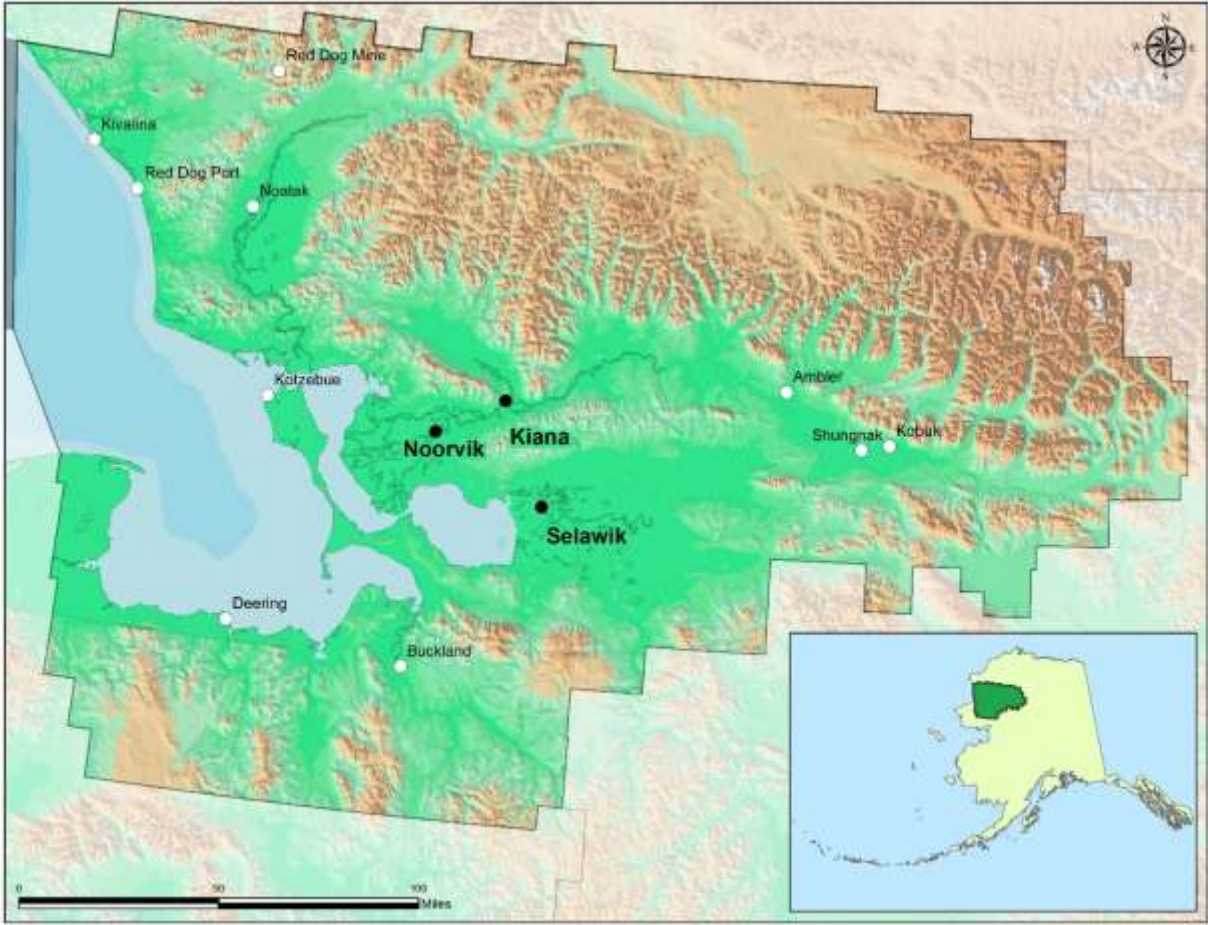 N
W
E
S
Red Dog Mine
Kivalina
Red Dog Port
Noatak
Kotzebue
Ambler
Kiana
Noorvik
Shungnak
Kobuk
Selawik
Deering
Buckland
0 50 100
Miles